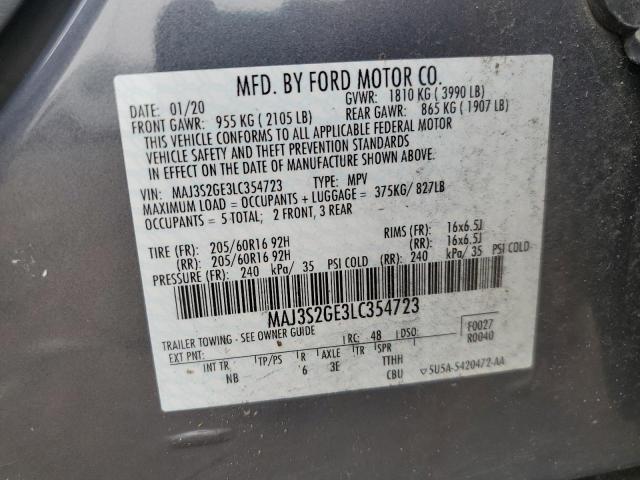 MFD. BY FORD MOTOR CO.
DATE: 01/20 GVWR: 1810 KG ( 3990 LB)
FRONT GAWR: 955 KG ( 2105 LB) REAR GAWR: 865 KG ( 1907 LB)
THIS VEHICLE CONFORMS TO ALL APPLICABLE FEDERAL MOTOR
VEHICLE SAFETY AND THEFT PREVENTION STANDARDS
IN EFFECT ON THE DATE OF MANUFACTURE SHOWN ABOVE.
VIN: MAJ3S2GE3LC354723 TYPE: MPV
MAXIMUM LOAD = OCCUPANTS + LUGGAGE = 375KG/ 827LB
OCCUPANTS = 5 TOTAL; 2 FRONT, 3 REAR
TIRE (FR): 205/60R16 92H RIMS (FR): 16x6.5J
(RR): 205/60R16 92H (RR): 16x6.5J
PRESSURE (FR): 240 kPa/ 35 PSI COLD (RR): 240 kPa/ 35 PSI COLD
MAJ3S2GE3LC354723
TRAILER TOWING - SEE OWNER GUIDE RC: 48 DSO: F0027
EXT PNT: R0040
INT TR TP/PS R AXLE TR SPR
NB 6 3E TTHH
CBU 5U5A-S420472-AA